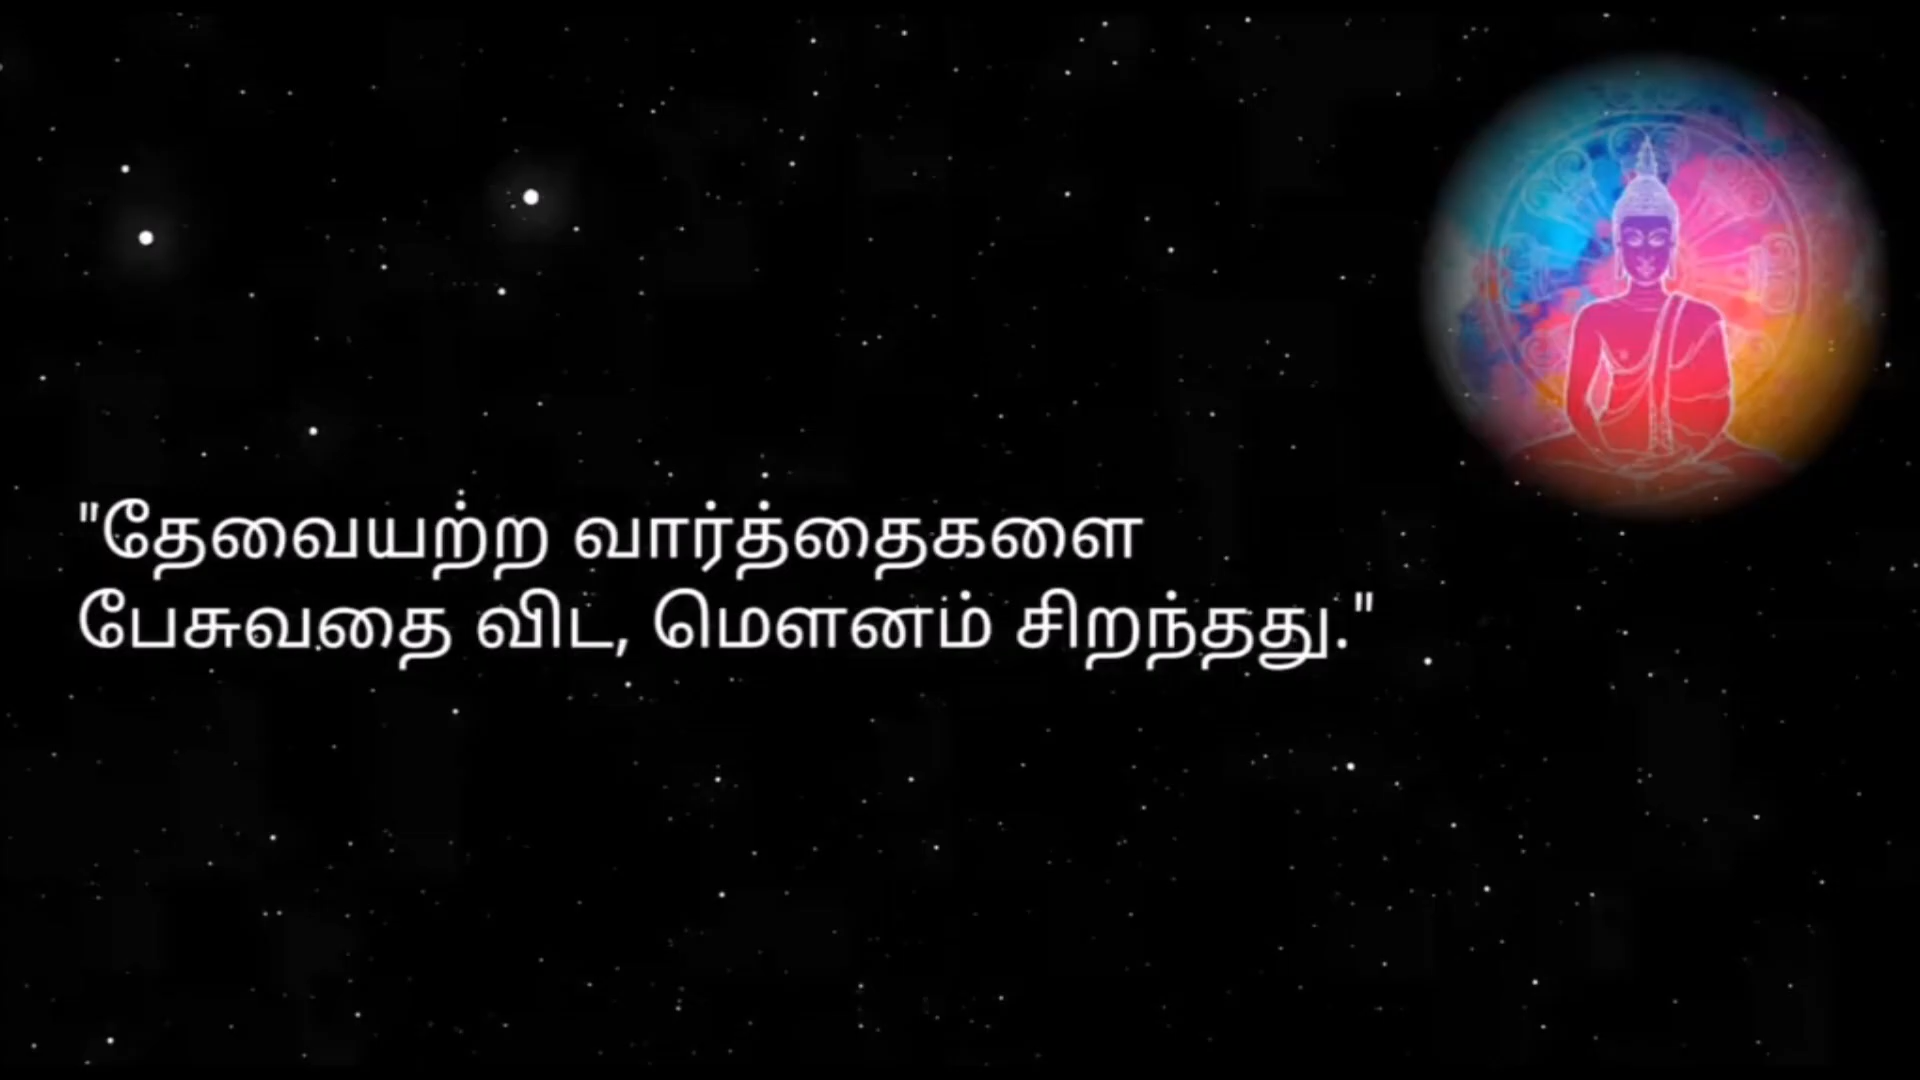 "தேவையற்ற வார்த்தைகளை
பேசுவதை விட, மௌனம் சிறந்தது."